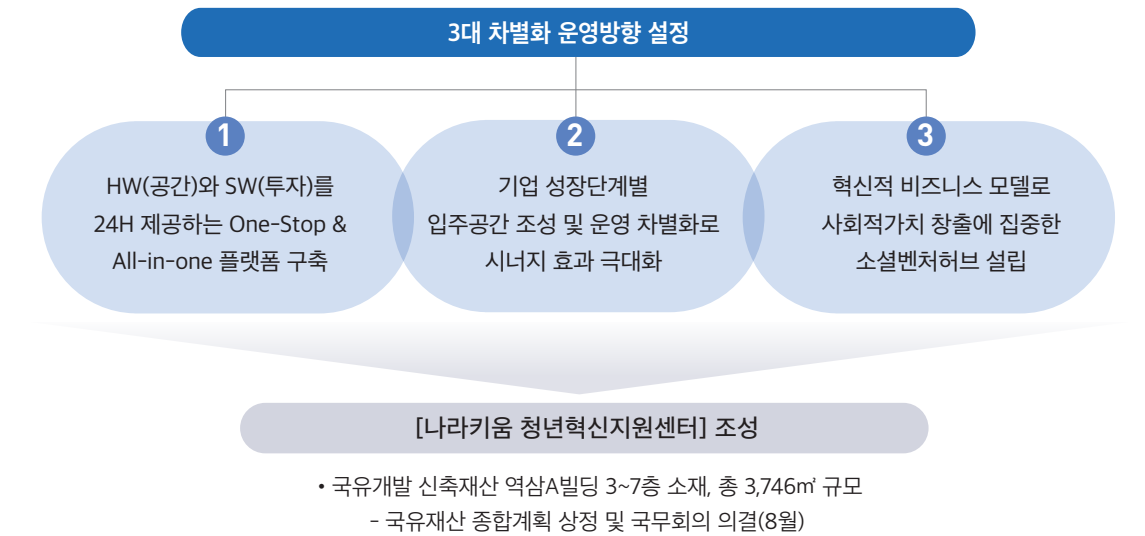 3대 차별화 운영방향 설정
1
HW(공간)와 SW(투자)를
24H 제공하는 One-Stop &
All-in-one 플랫폼 구축
2
기업 성장단계별
입주공간 조성 및 운영 차별화로
시너지 효과 극대화
3
혁신적 비즈니스 모델로
사회적가치 창출에 집중한
소셜벤처허브 설립
[나라키움 청년혁신지원센터] 조성
• 국유개발 신축재산 역삼A빌딩 3~7층 소재, 총 3,746㎡ 규모
- 국유재산 종합계획 상정 및 국무회의 의결(8월)